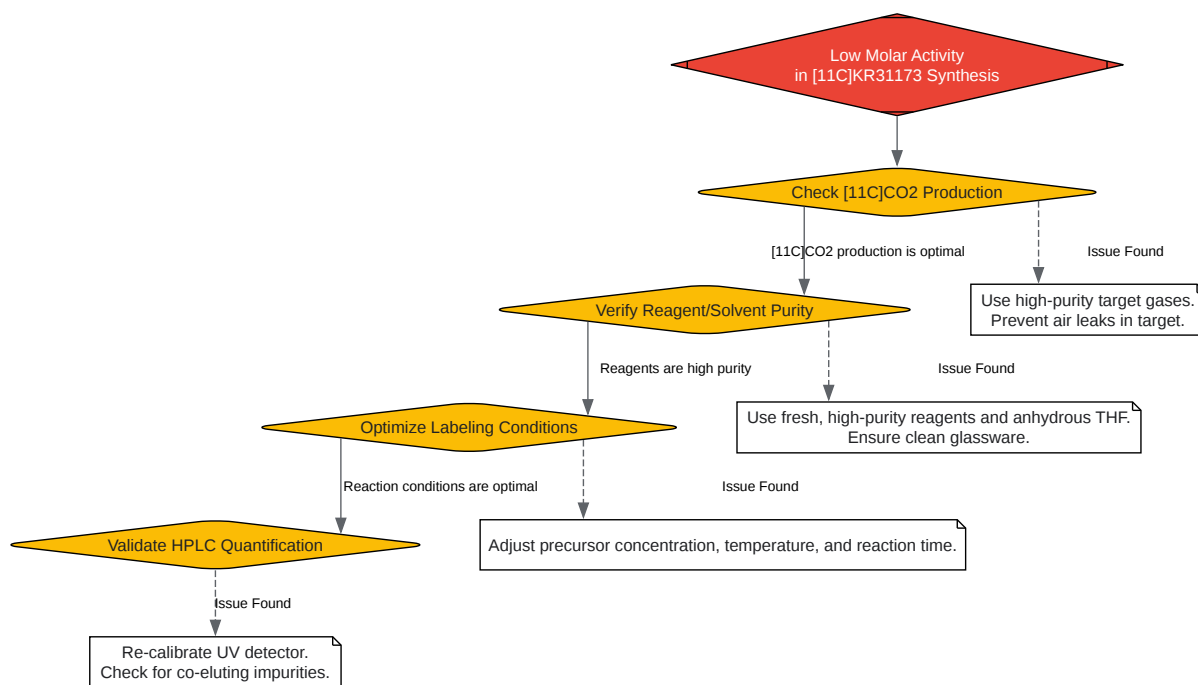 Low Molar Activity
in [11C]KR31173 Synthesis
Check [11C]CO2 Production
[11C]CO2 production is optimal
Issue Found
Use high-purity target gases.
Prevent air leaks in target.
Verify Reagent/Solvent Purity
Reagents are high purity
Issue Found
Use fresh, high-purity reagents and anhydrous THF.
Ensure clean glassware.
Optimize Labeling Conditions
Reaction conditions are optimal
Issue Found
Adjust precursor concentration, temperature, and reaction time.
Validate HPLC Quantification
Issue Found
Re-calibrate UV detector.
Check for co-eluting impurities.